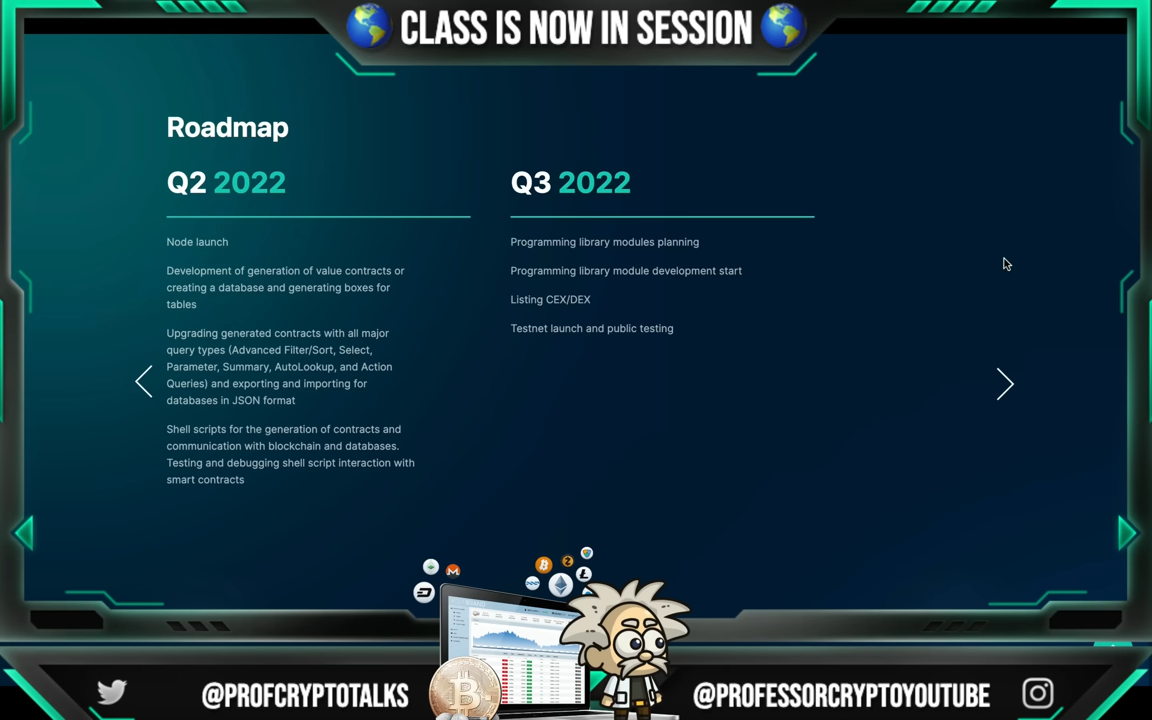 CLASS IS NOW IN SESSION
Roadmap
Q2 2022
Node launch
Development of generation of value contracts or
creating a database and generating boxes for
tables
Upgrading generated contracts with all major
query types (Advanced Filter/Sort, Select,
Parameter, Summary, AutoLookup, and Action
Queries) and exporting and importing for
databases in JSON format
Shell scripts for the generation of contracts and
communication with blockchain and databases.
Testing and debugging shell script interaction with
smart contracts
Q3 2022
Programming library modules planning
Programming library module development start
Listing CEX/DEX
Testnet launch and public testing
@PROFCRYPTOTALKS
@PROFESSORCRYPTOYOUTUBE